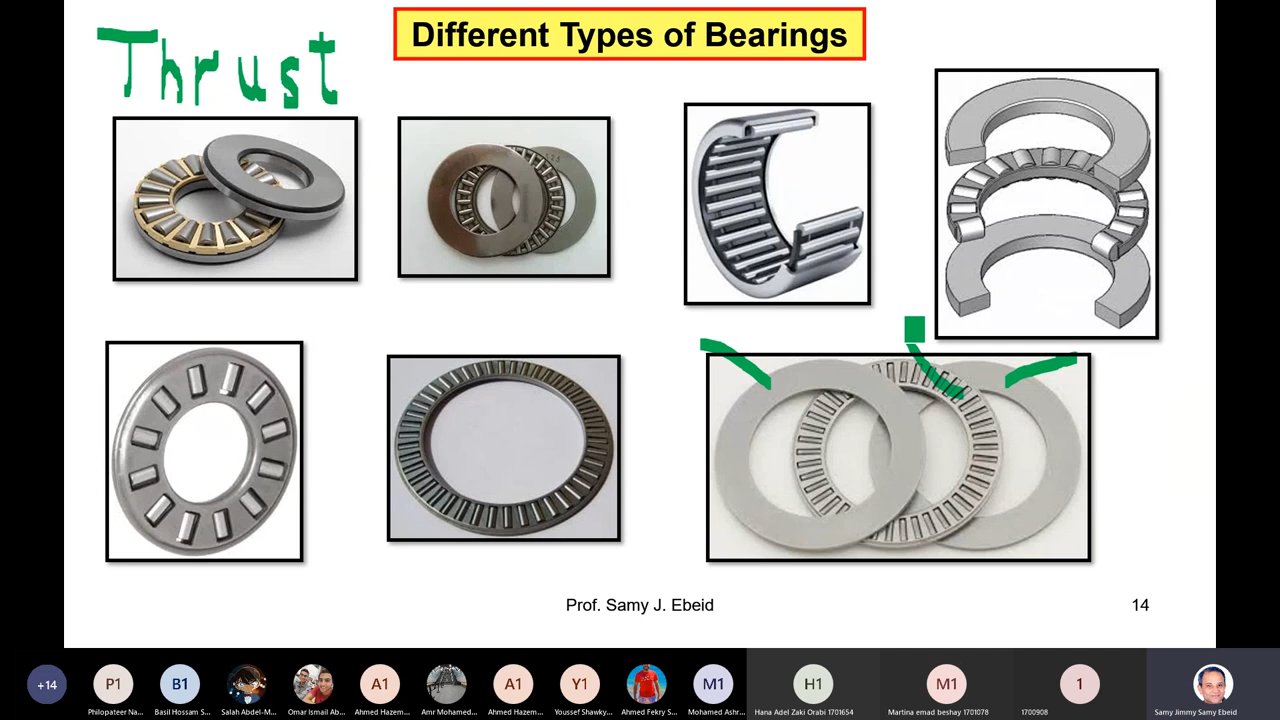 Different Types of Bearings
Thrust
Prof. Samy J. Ebeid
14
+14
P1
B1
A1
A1
Y1
M1
H1
M1
1
Philopateer Na...
Basil Hossam S...
Salah Abdel-M...
Omar Ismail Ab...
Ahmed Hazem...
Amr Mohamed...
Ahmed Hazem...
Youssef Shawky...
Ahmed Fekry S...
Mohamed Ashr...
Hana Adel Zaki Orabi 1701654
Martina emad beshay 1701078
1700908
Samy Jimmy Samy Ebeid